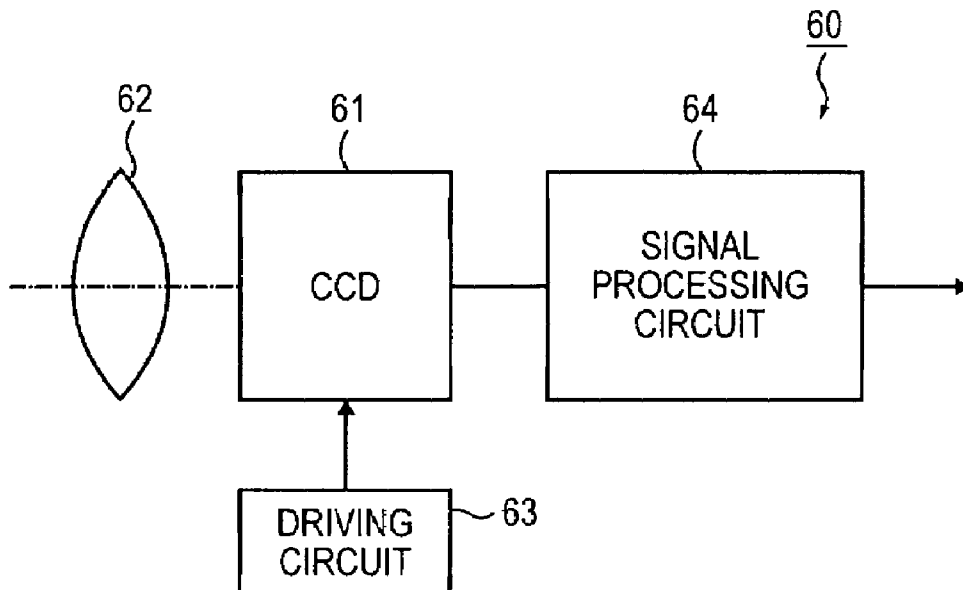 60
62
61
64
CCD
SIGNAL
PROCESSING
CIRCUIT
63
DRIVING
CIRCUIT